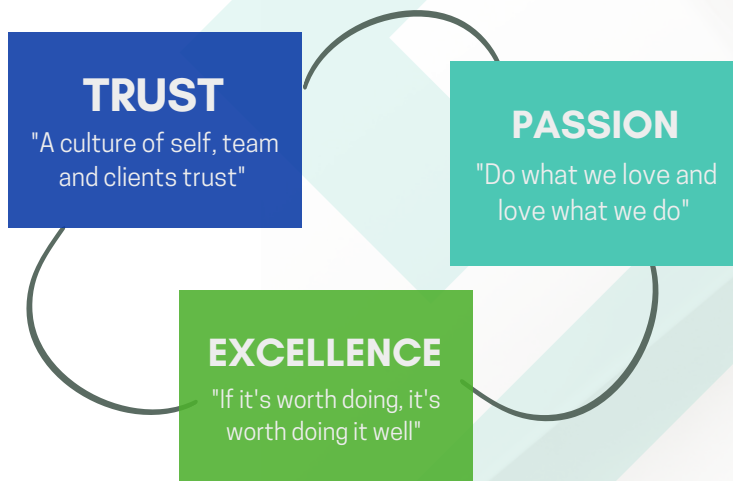 TRUST
"A culture of self, team
and clients trust"
PASSION
"Do what we love and
love what we do"
EXCELLENCE
"If it's worth doing, it's
worth doing it well"